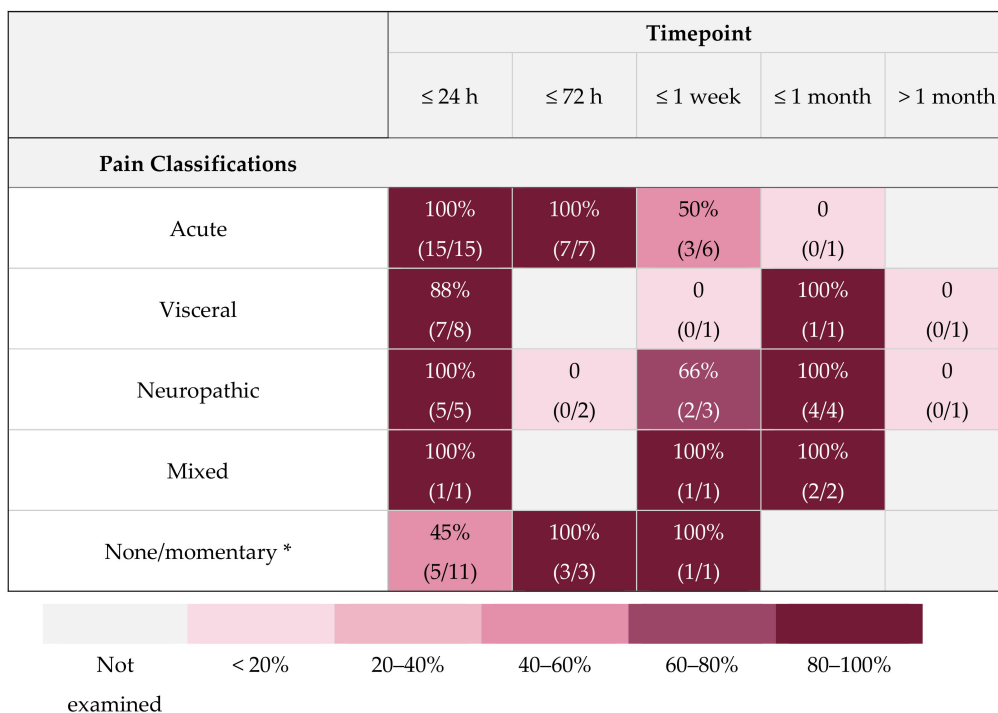 Timepoint
≤ 24 h ≤ 72 h ≤ 1 week ≤ 1 month > 1 month
Pain Classifications
Acute
100% 100% 50% 0
(15/15) (7/7) (3/6) (0/1)
Visceral
88% 0 100% 0
(7/8) (0/1) (1/1) (0/1)
Neuropathic
100% 0 66% 100% 0
(5/5) (0/2) (2/3) (4/4) (0/1)
Mixed
100% 100% 100%
(1/1) (1/1) (2/2)
None/momentary *
45% 100% 100%
(5/11) (3/3) (1/1)
Not < 20% 20–40% 40–60% 60–80% 80–100%
examined